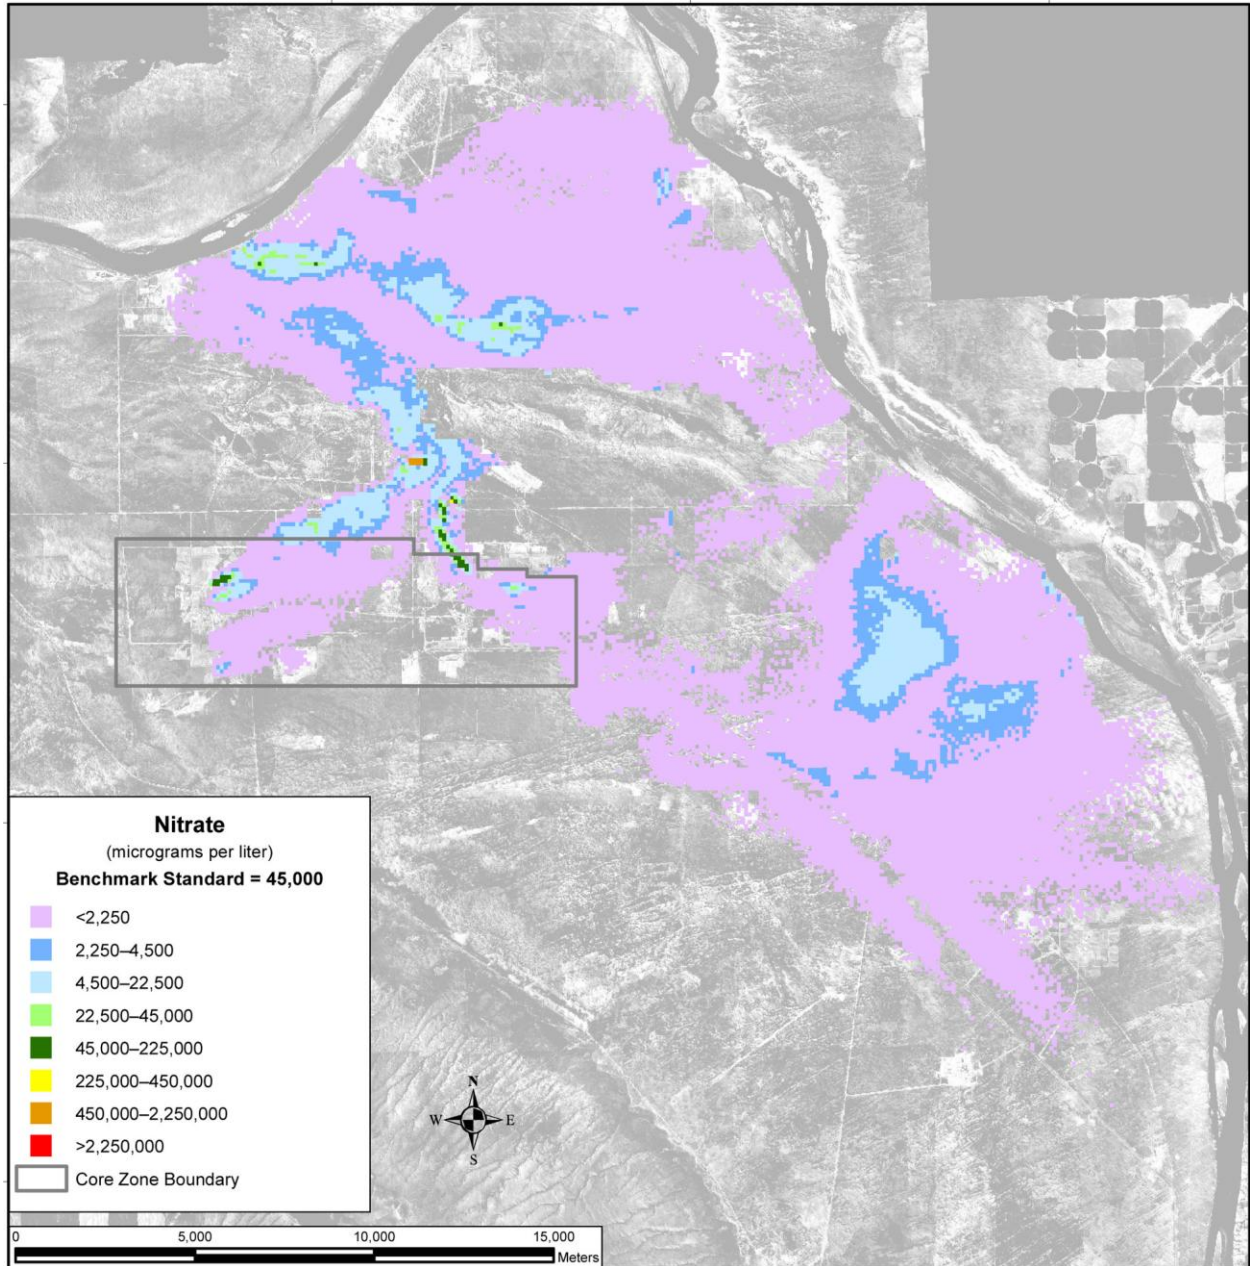 Nitrate
(micrograms per liter)
Benchmark Standard = 45,000
<2,250
2,250–4,500
4,500–22,500
22,500–45,000
45,000–225,000
225,000–450,000
450,000–2,250,000
>2,250,000
Core Zone Boundary
N
W E
S
0 5,000 10,000 15,000
Meters